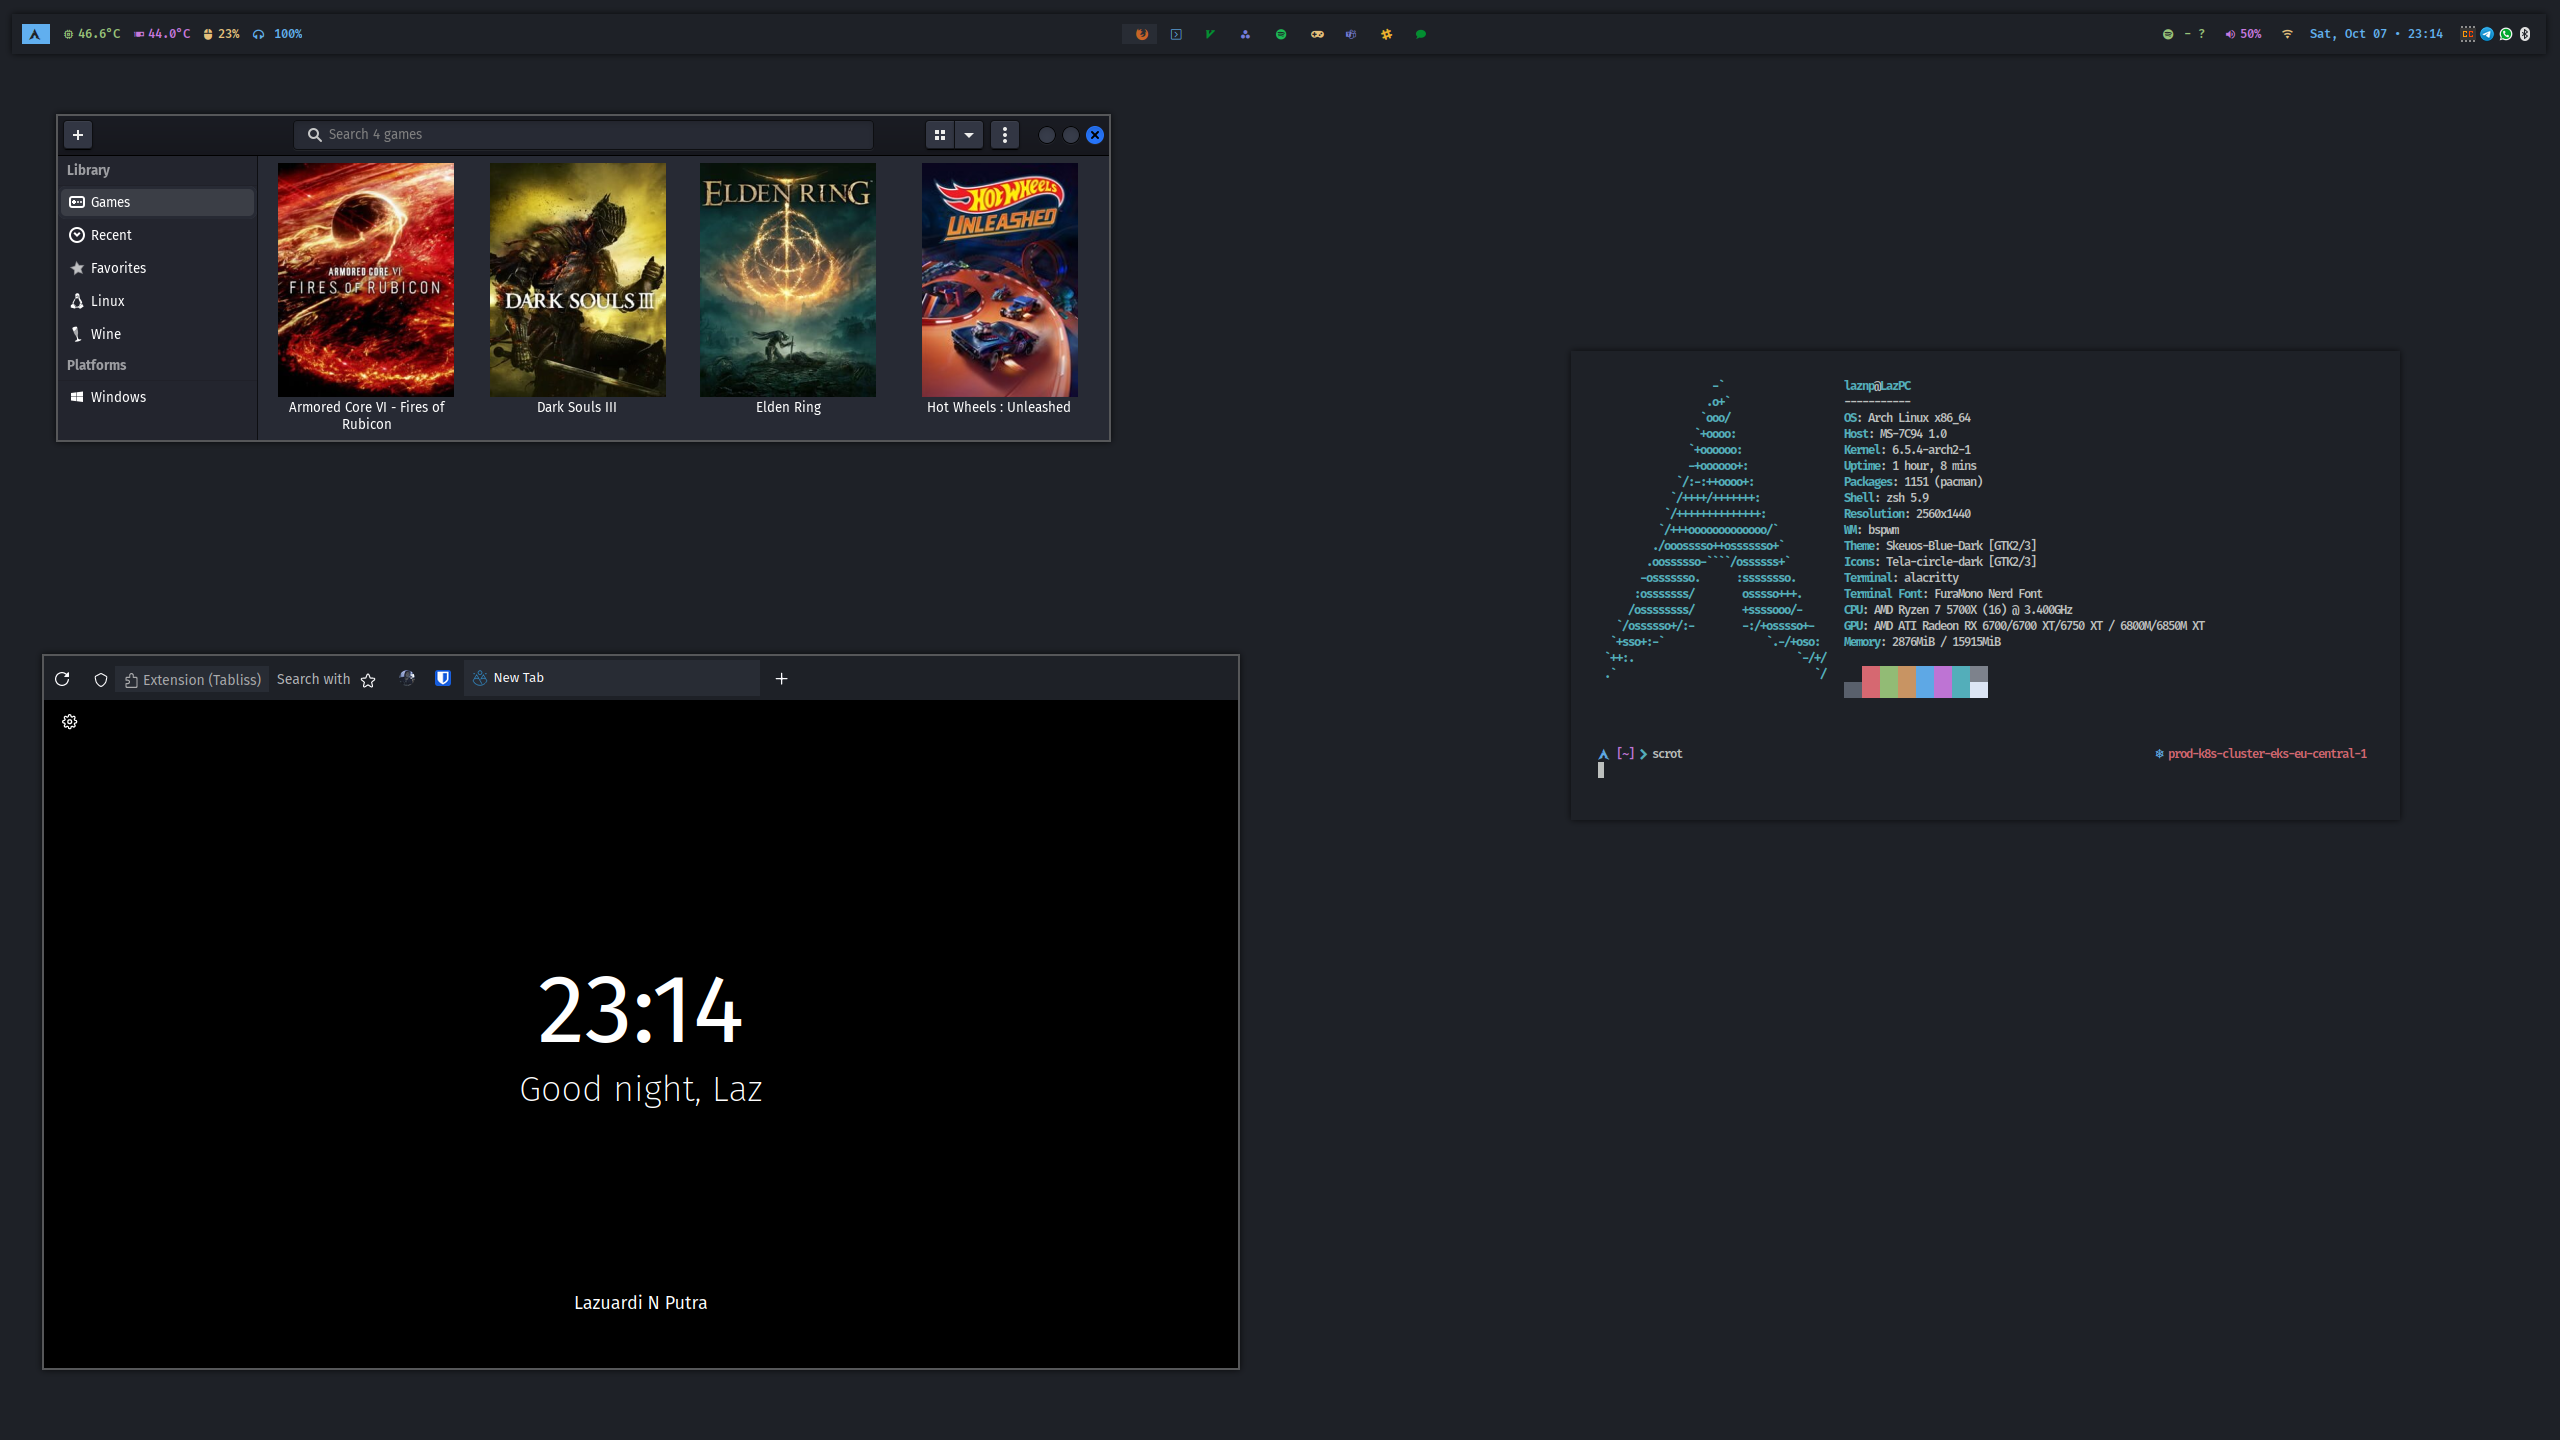 46.6°C 44.0°C 23% 100%
- ? 50% Sat, Oct 07 • 23:14
Search 4 games
Library
Games
Recent
Favorites
Linux
Wine
Platforms
Windows
ARMORED CORE VI
FIRES OF RUBICON
DARK SOULS III
ELDEN RING
HOT WHEELS
UNLEASHED
Armored Core VI - Fires of
Rubicon
Dark Souls III
Elden Ring
Hot Wheels : Unleashed
laznp@LazPC
-----------
OS: Arch Linux x86_64
Host: MS-7C94 1.0
Kernel: 6.5.4-arch2-1
Uptime: 1 hour, 8 mins
Packages: 1151 (pacman)
Shell: zsh 5.9
Resolution: 2560x1440
WM: bspwm
Theme: Skeuos-Blue-Dark [GTK2/3]
Icons: Tela-circle-dark [GTK2/3]
Terminal: alacritty
Terminal Font: FuraMono Nerd Font
CPU: AMD Ryzen 7 5700X (16) @ 3.400GHz
GPU: AMD ATI Radeon RX 6700/6700 XT/6750 XT / 6800M/6850M XT
Memory: 2876MiB / 15915MiB
[~] ❯ scrot
prod-k8s-cluster-eks-eu-central-1
Extension (Tabliss) Search with
New Tab
23:14
Good night, Laz
Lazuardi N Putra